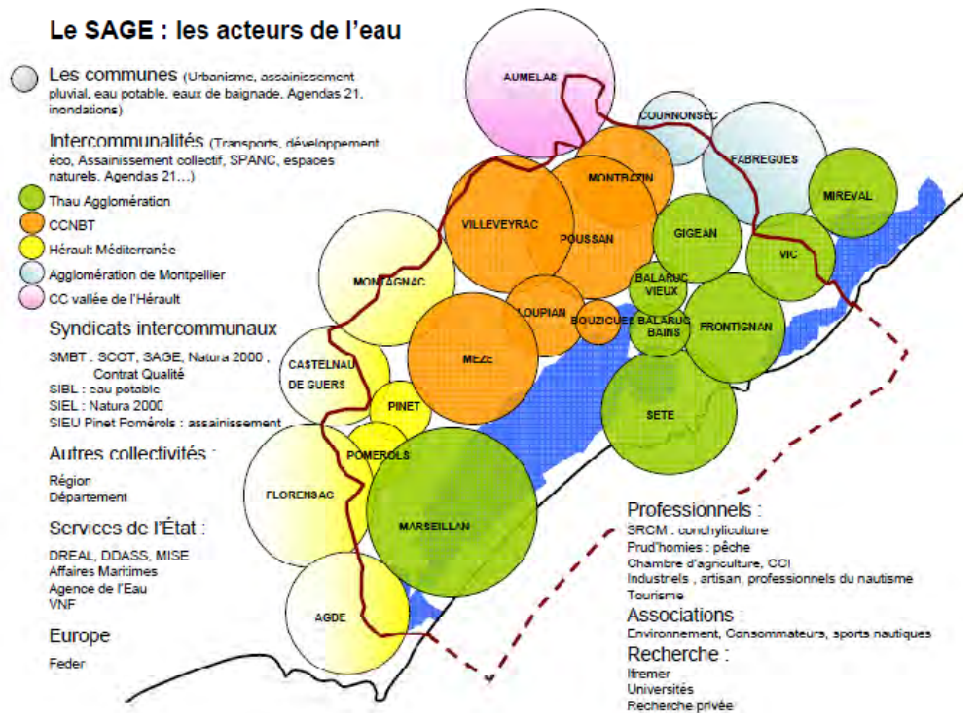 Le SAGE : les acteurs de l'eau
Les communes (Urbanisme, assainissement
pluvial, eau potable, eaux de baignade, Agendas 21,
inondations)
Intercommunalités (Transports, développement
éco, Assainissement collectif, SPANC, espaces
naturels, Agendas 21...)
Thau Agglomération
CCNBT
Hérault Méditerranée
Agglomération de Montpellier
CC vallée de l'Hérault
Syndicats intercommunaux
SMBT : SCOT, SAGE, Natura 2000,
Contrat Qualité
SIBL : eau potable
SIEL : Natura 2000
SIEU Pinet Pomérols : assainissement
Autres collectivités :
Région
Département
Services de l'État :
DREAL, DDASS, MISE
Affaires Maritimes
Agence de l'Eau
VNF
Europe
Feder
AUMELAS
COURNONSEC
FABREGUES
MIREVAL
MONTBAZIN
VILLEVEYRAC
POUSSAN
GIGEAN
VIC
MONTAGNAC
BALARUC
VIEUX
LOUPIAN
BOUZIGUES
BALARUC
BAINS
FRONTIGNAN
CASTELNAU
DE GUERS
MEZE
PINET
SETE
POMEROLS
FLORENSAC
MARSEILLAN
AGDE
Professionnels :
SRCM : conchyliculture
Prud'homies : pêche
Chambre d'agriculture, CCI
Industriels, artisan, professionnels du nautisme
Tourisme
Associations :
Environnement, Consommateurs, sports nautiques
Recherche :
Ifremer
Universités
Recherche privée